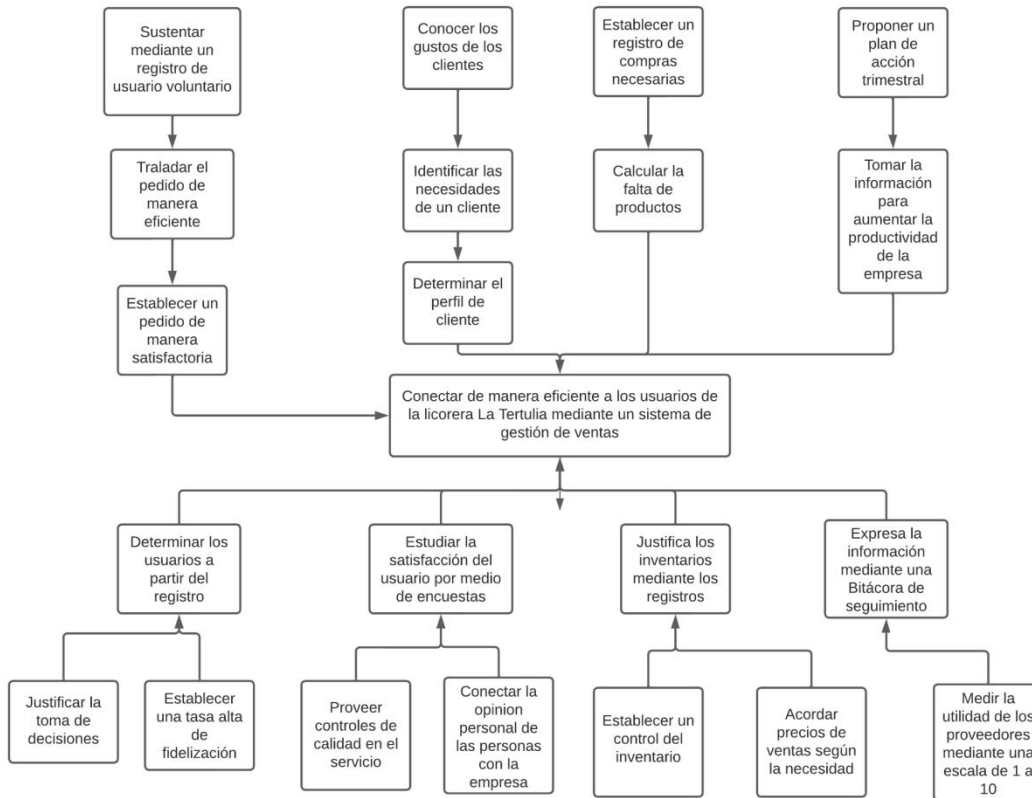 Sustentar
mediante un
registro de
usuario voluntario
Conocer los
gustos de los
clientes
Establecer un
registro de
compras
necesarias
Proponer un
plan de
acción
trimestral
Traladar el
pedido de
manera
eficiente
Identificar las
necesidades
de un cliente
Calcular la
falta de
productos
Tomar la
información
para
aumentar la
productividad
de la
empresa
Establecer un
pedido de
manera
satisfactoria
Determinar el
perfil de
cliente
Conectar de manera eficiente a los usuarios de
la licorera La Tertulia mediante un sistema de
gestión de ventas
Determinar los
usuarios a
partir del
registro
Estudiar la
satisfacción del
usuario por medio
de encuestas
Justifica los
inventarios
mediante los
registros
Expresa la
información
mediante una
Bitácora de
seguimiento
Justificar la
toma de
decisiones
Establecer
una tasa alta
de
fidelización
Proveer
controles de
calidad en el
servicio
Conectar la
opinion
personal de
las personas
con la
empresa
Establecer un
control del
inventario
Acordar
precios de
ventas según
la necesidad
Medir la
utilidad de los
proveedores
mediante una
escala de 1 a
10